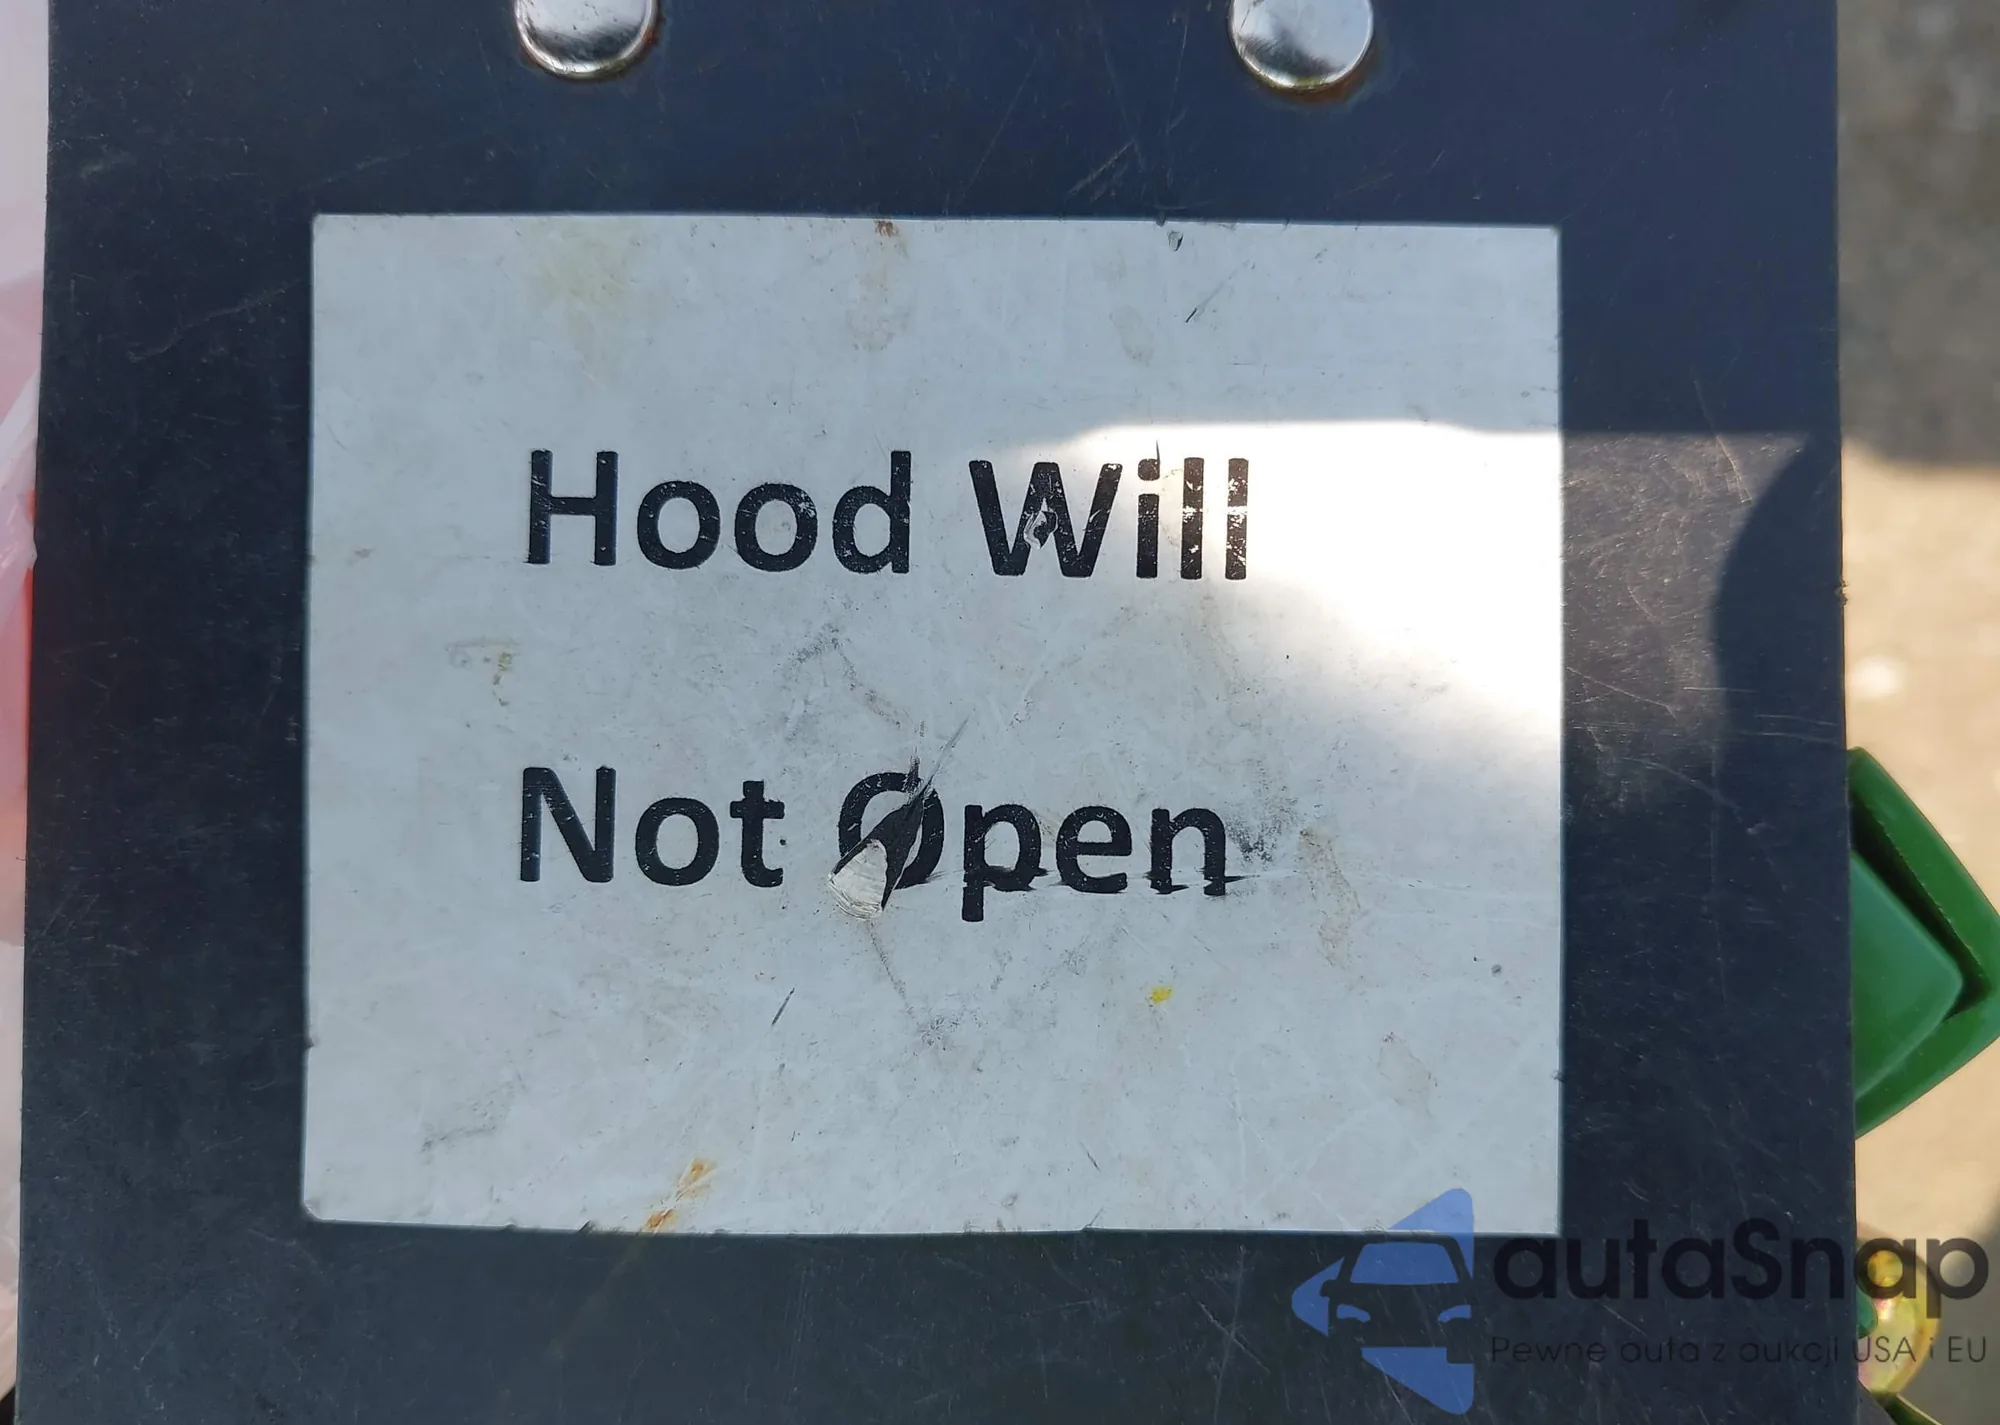 Hood Will
Not Open
autaSnap
Pewne auta z aukcji USA i EU